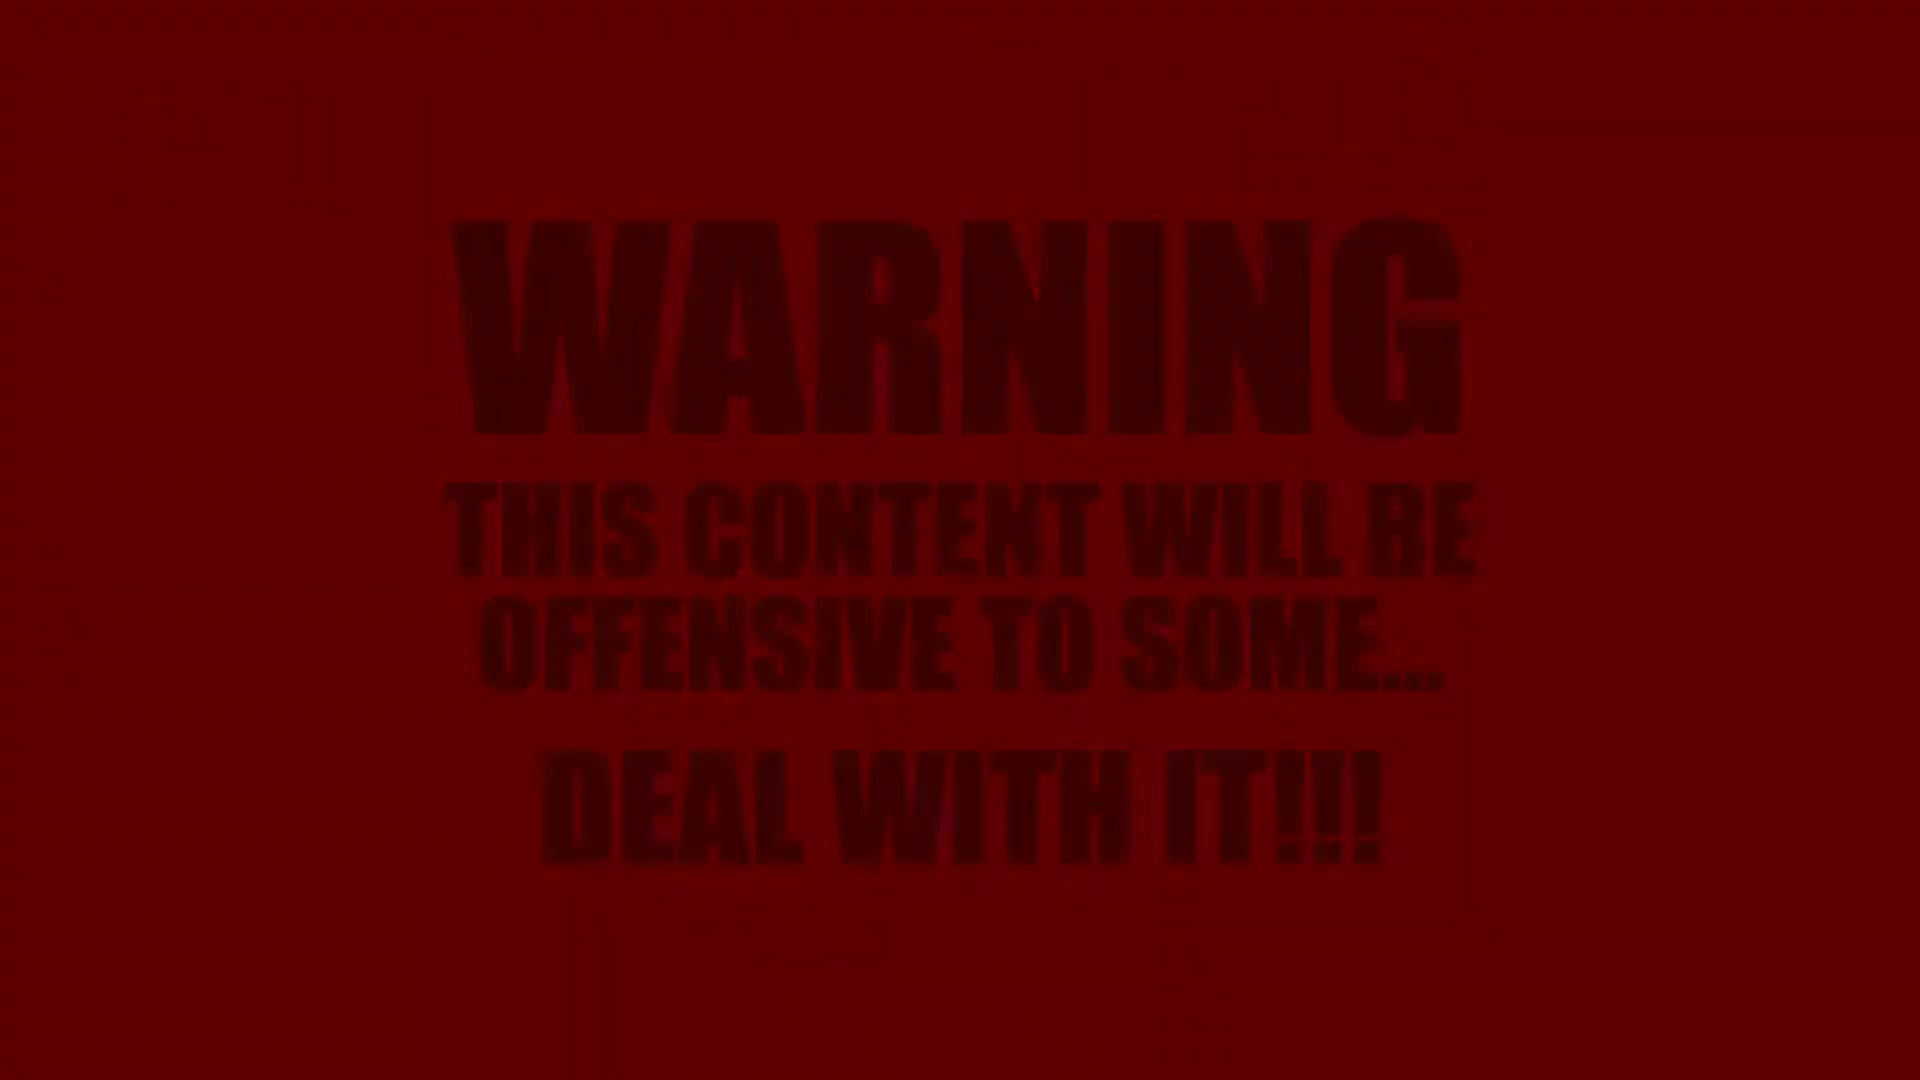 WARNING
THIS CONTENT WILL BE
OFFENSIVE TO SOME...
DEAL WITH IT!!!